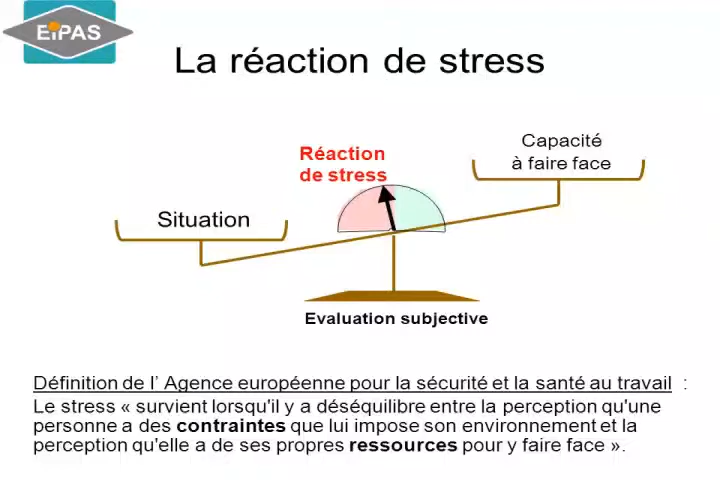 EiPAS
La réaction de stress
Réaction
de stress
Capacité
à faire face
Situation
Evaluation subjective
Définition de l’ Agence européenne pour la sécurité et la santé au travail :
Le stress « survient lorsqu'il y a déséquilibre entre la perception qu'une
personne a des contraintes que lui impose son environnement et la
perception qu'elle a de ses propres ressources pour y faire face ».